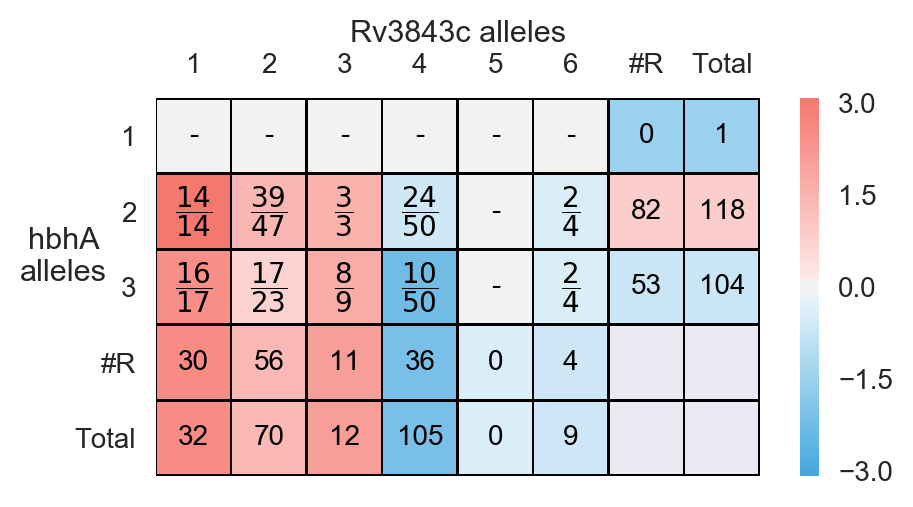 Rv3843c alleles
1 2 3 4 5 6 #R Total
3.0
1 - - - - - - 0 1
1.5
2 14/14 39/47 3/3 24/50 - 2/4 82 118
hbhA
alleles
0.0
3 16/17 17/23 8/9 10/50 - 2/4 53 104
#R 30 56 11 36 0 4
−1.5
Total 32 70 12 105 0 9
−3.0